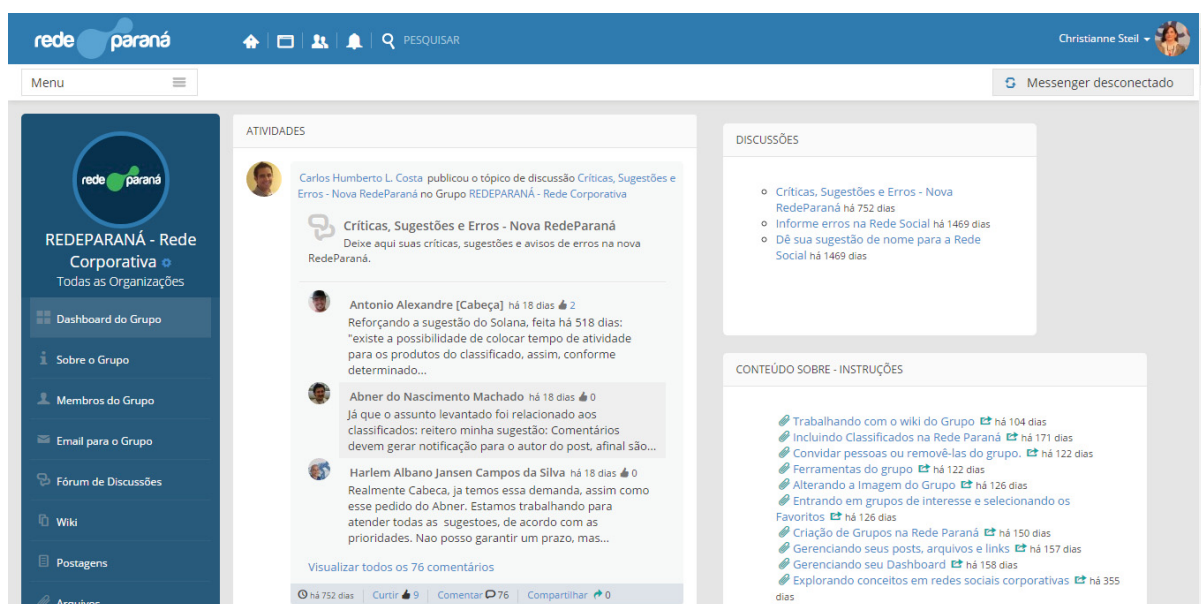 rede paraná
PESQUISAR
Christianne Steil
Menu
Messenger desconectado
rede paraná
REDEPARANÁ - Rede
Corporativa
Todas as Organizações
Dashboard do Grupo
Sobre o Grupo
Membros do Grupo
Email para o Grupo
Fórum de Discussões
Wiki
Postagens
Arquivos
ATIVIDADES
Carlos Humberto L. Costa publicou o tópico de discussão Críticas, Sugestões e
Erros - Nova RedeParaná no Grupo REDEPARANÁ - Rede Corporativa
Críticas, Sugestões e Erros - Nova RedeParaná
Deixe aqui suas críticas, sugestões e avisos de erros na nova
RedeParaná.
Antonio Alexandre [Cabeça] há 18 dias 2
Reforçando a sugestão do Solana, feita há 518 dias:
"existe a possibilidade de colocar tempo de atividade
para os produtos do classificado, assim, conforme
determinado...
Abner do Nascimento Machado há 18 dias 0
Já que o assunto levantado foi relacionado aos
classificados: reitero minha sugestão: Comentários
devem gerar notificação para o autor do post, afinal são...
Harlem Albano Jansen Campos da Silva há 18 dias 0
Realmente Cabeca, ja temos essa demanda, assim como
esse pedido do Abner. Estamos trabalhando para
atender todas as sugestoes, de acordo com as
prioridades. Nao posso garantir um prazo, mas...
Visualizar todos os 76 comentários
há 752 dias Curtir 9 Comentar 76 Compartilhar 0
DISCUSSÕES
Críticas, Sugestões e Erros - Nova
RedeParaná há 752 dias
Informe erros na Rede Social há 1469 dias
Dê sua sugestão de nome para a Rede
Social há 1469 dias
CONTEÚDO SOBRE - INSTRUÇÕES
Trabalhando com o wiki do Grupo há 104 dias
Incluindo Classificados na Rede Paraná há 171 dias
Convidar pessoas ou removê-las do grupo. há 122 dias
Ferramentas do grupo há 122 dias
Alterando a Imagem do Grupo há 126 dias
Entrando em grupos de interesse e selecionando os
Favoritos há 126 dias
Criação de Grupos na Rede Paraná há 150 dias
Gerenciando seus posts, arquivos e links há 157 dias
Gerenciando seu Dashboard há 158 dias
Explorando conceitos em redes sociais corporativas há 355
dias